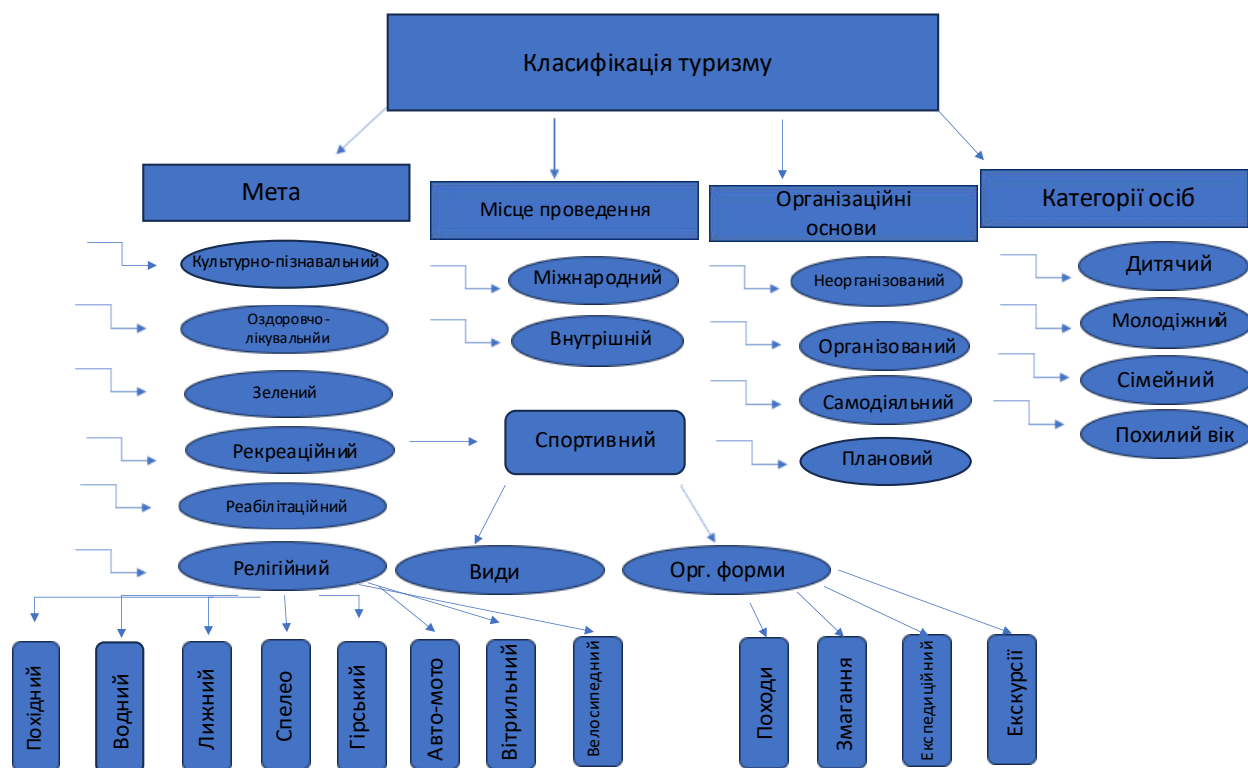 Класифікація туризму
Мета
Місце проведення
Організаційні
основи
Категорії осіб
Культурно-пізнавальний
Оздоровчо-
лікувальнйи
Зелений
Рекреаційний
Реабілітаційний
Релігійний
Міжнародний
Внутрішній
Неорганізований
Організований
Самодіяльний
Плановий
Дитячий
Молодіжний
Сімейний
Похилий вік
Спортивний
Види
Орг. форми
Похідний
Водний
Лижний
Спелео
Гірський
Авто-мото
Вітрильний
Велосипедний
Походи
Змагання
Експедиційний
Екскурсії